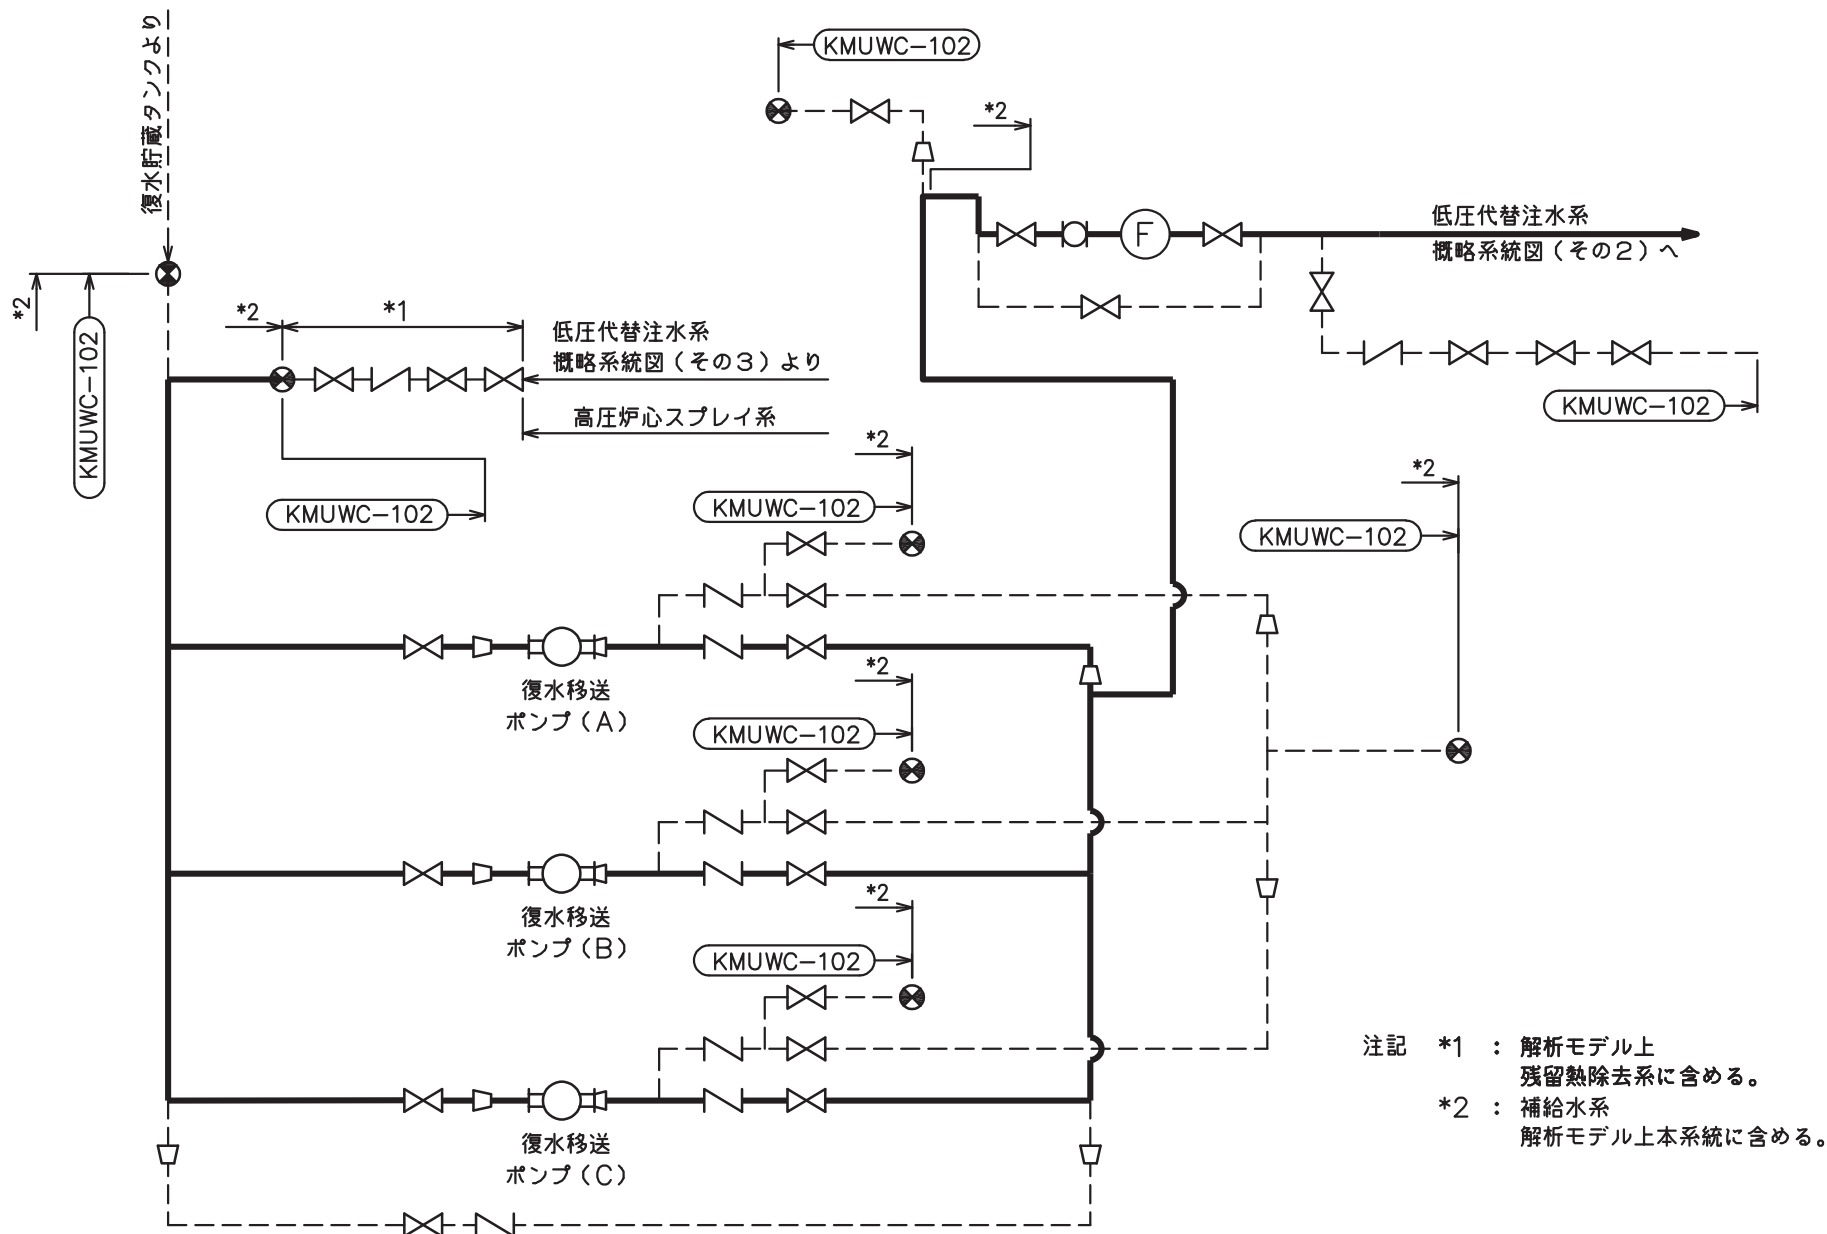 復水貯蔵タンクより
KMUWC-102
*2
*2
KMUWC-102
*2
*1
低圧代替注水系
概略系統図(その3)より
高圧炉心スプレイ系
KMUWC-102
F
低圧代替注水系
概略系統図(その2)へ
KMUWC-102
*2
KMUWC-102
*2
KMUWC-102
復水移送
ポンプ(A)
*2
KMUWC-102
復水移送
ポンプ(B)
*2
KMUWC-102
復水移送
ポンプ(C)
注記 *1 : 解析モデル上
残留熱除去系に含める。
*2 : 補給水系
解析モデル上本系統に含める。